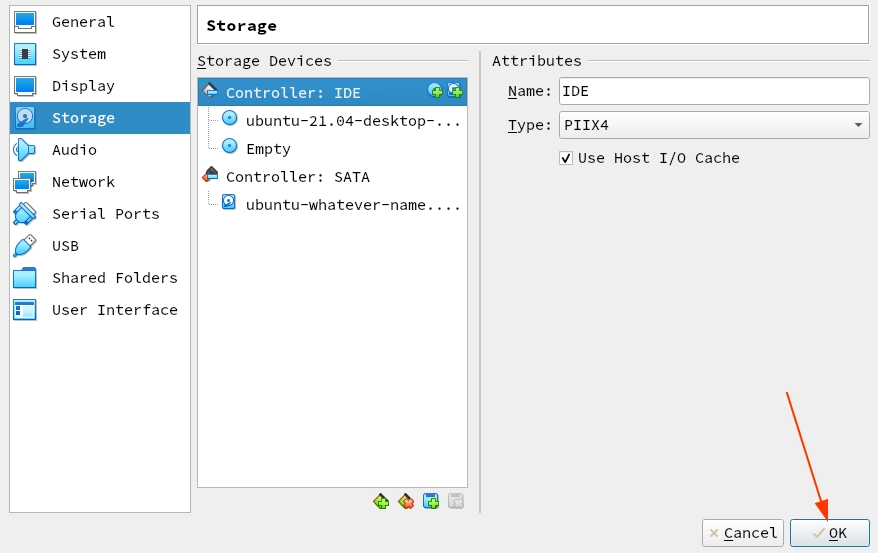 General
System
Display
Storage
Audio
Network
Serial Ports
USB
Shared Folders
User Interface
Storage
Storage Devices
Controller: IDE
ubuntu-21.04-desktop-...
Empty
Controller: SATA
ubuntu-whatever-name....
Attributes
Name: IDE
Type: PIIX4
Use Host I/O Cache
Cancel
OK